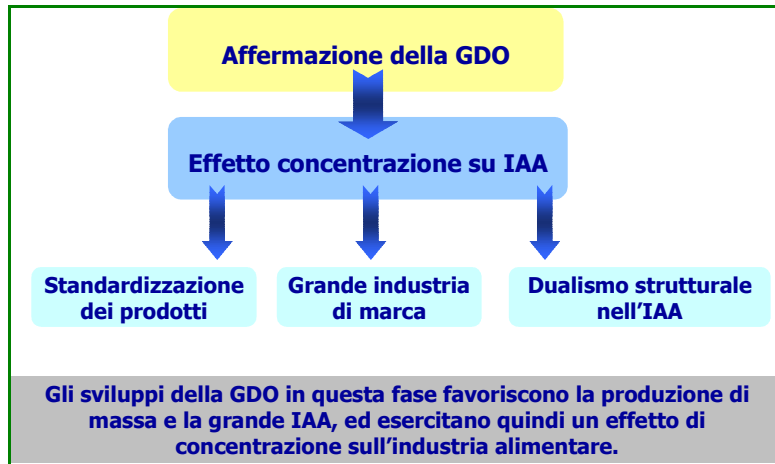 Affermazione della GDO
Effetto concentrazione su IAA
Standardizzazione
dei prodotti
Grande industria
di marca
Dualismo strutturale
nell'IAA
Gli sviluppi della GDO in questa fase favoriscono la produzione di
massa e la grande IAA, ed esercitano quindi un effetto di
concentrazione sull'industria alimentare.